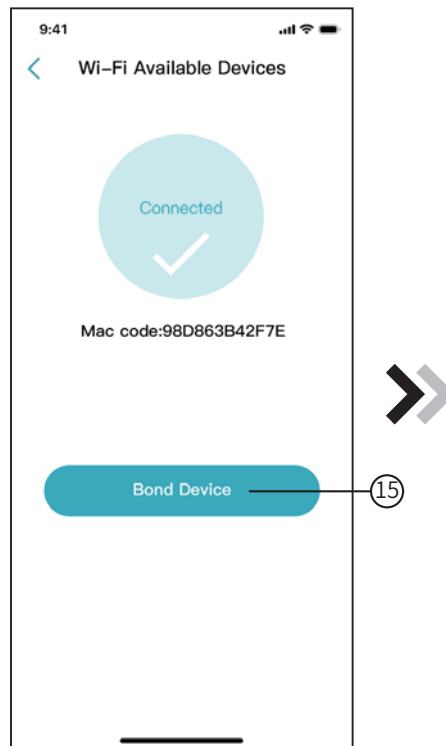 9:41
Wi-Fi Available Devices
Connected
Mac code:98D863B42F7E
Bond Device
15